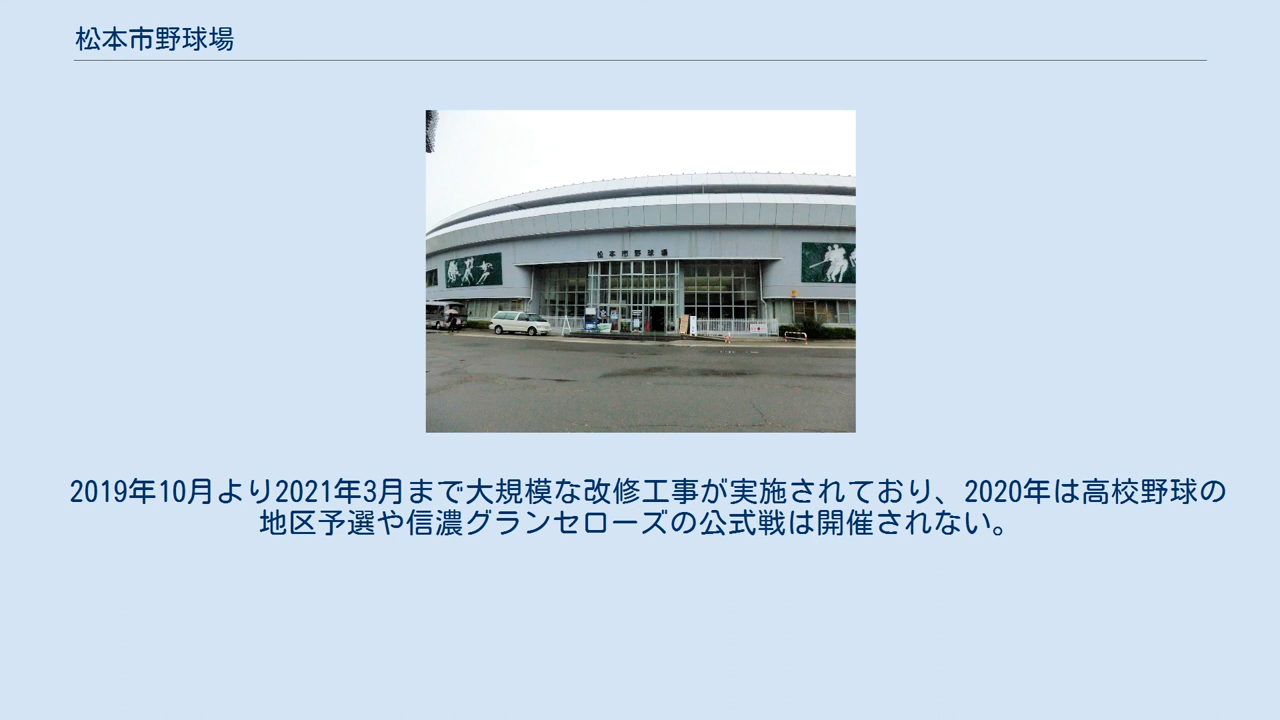 松本市野球場
松本市野球場
2019年10月より2021年3月まで大規模な改修工事が実施されており、2020年は高校野球の
地区予選や信濃グランセローズの公式戦は開催されない。